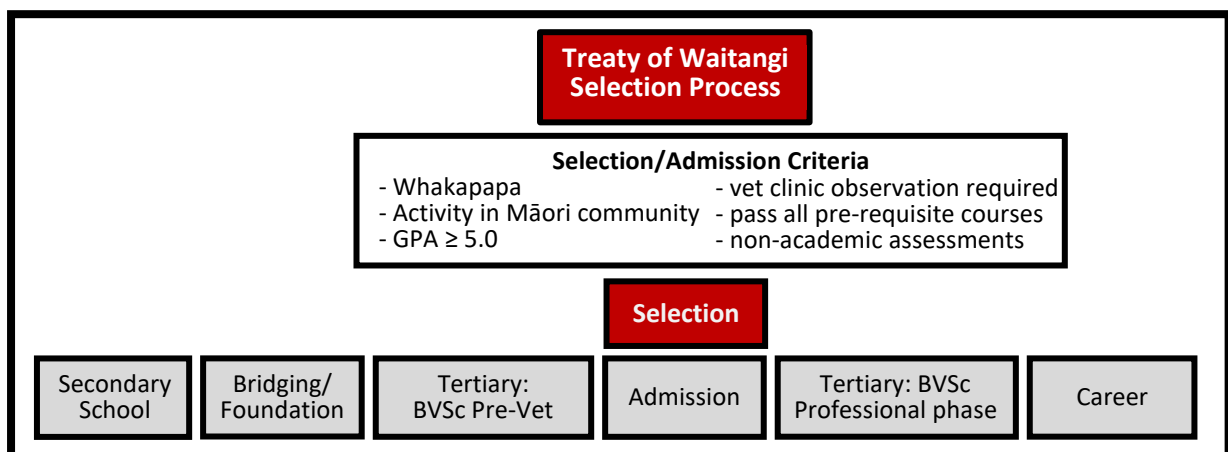 Treaty of Waitangi
Selection Process
Selection/Admission Criteria
- Whakapapa
- Activity in Māori community
- GPA ≥ 5.0
- vet clinic observation required
- pass all pre-requisite courses
- non-academic assessments
Selection
Secondary
School
Bridging/
Foundation
Tertiary:
BVSc Pre-Vet
Admission
Tertiary: BVSc
Professional phase
Career